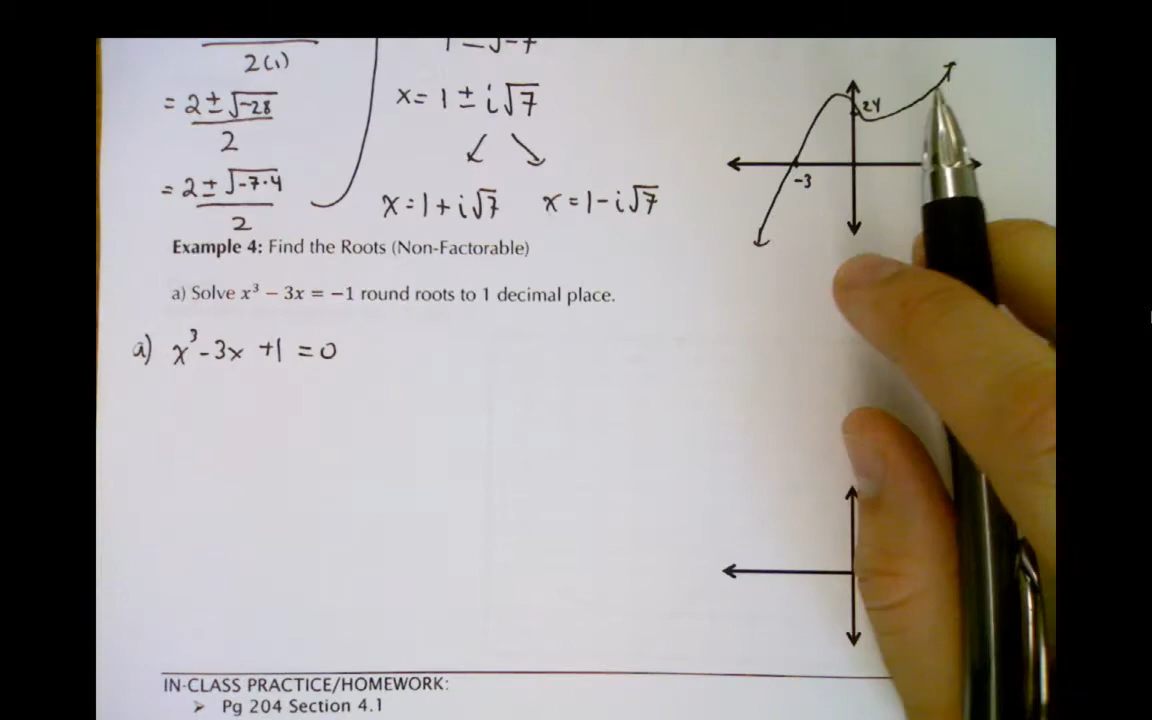 2(1)
= 2 ± √-28
2
= 2 ± √-7·4
2
x = 1 ± i√7
x = 1 + i√7 x = 1 - i√7
24
-3
Example 4: Find the Roots (Non-Factorable)
a) Solve x³ − 3x = −1 round roots to 1 decimal place.
a) x³ - 3x +1 = 0
IN-CLASS PRACTICE/HOMEWORK:
➢ Pg 204 Section 4.1